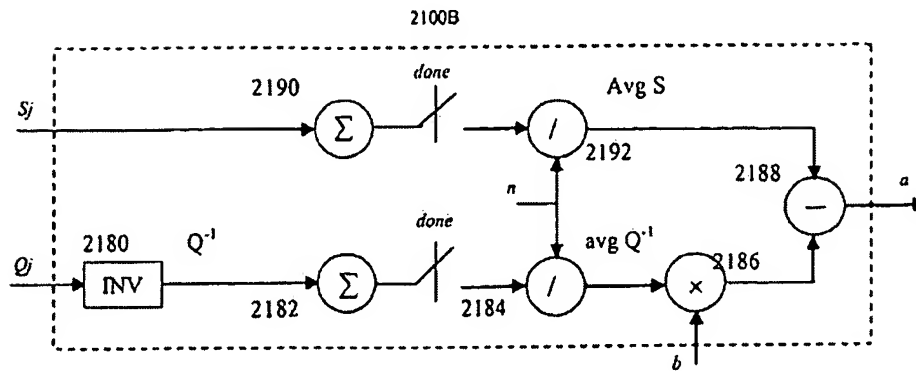 2100B
Sj
2190
Σ
done
/
Avg S
2192
2188
−
a
n
Qj
2180
INV
Q⁻¹
2182
Σ
done
2184
/
avg Q⁻¹
×
2186
b